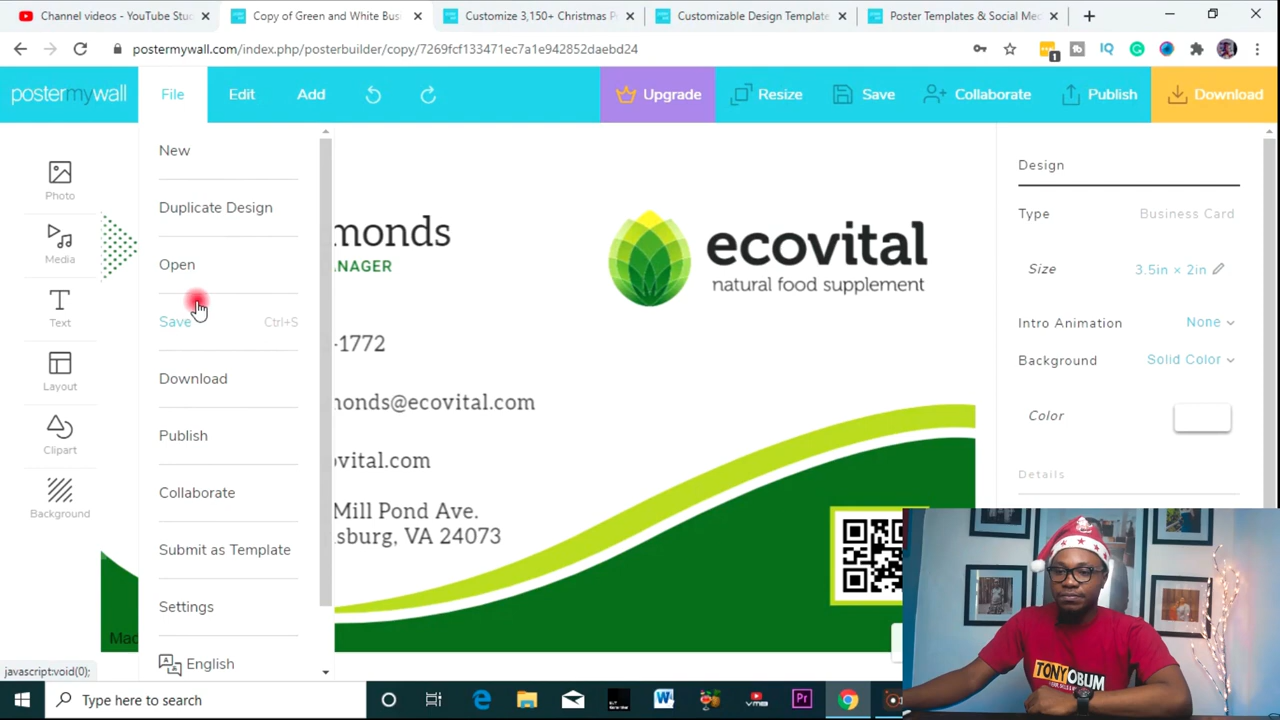 Channel videos - YouTube Stu
Copy of Green and White Bus
Customize 3,150+ Christmas P
Customizable Design Template
Poster Templates & Social Me
postermywall.com/index.php/posterbuilder/copy/7269fcf133471ec7a1e942852daebd24
1
postermywall
File
Edit
Add
Upgrade
Resize
Save
Collaborate
Publish
Download
Photo
Media
Text
Layout
Clipart
Background
New
Duplicate Design
Open
Save Ctrl+S
Download
Publish
Collaborate
Submit as Template
Settings
English
monds
NAGER
-1772
nonds@ecovital.com
vital.com
Mill Pond Ave.
sburg, VA 24073
ecovital
natural food supplement
Design
Type Business Card
Size 3.5in × 2in
Intro Animation None
Background Solid Color
Color
Details
Mad
javascript:void(0);
Type here to search
TONY
OBUM